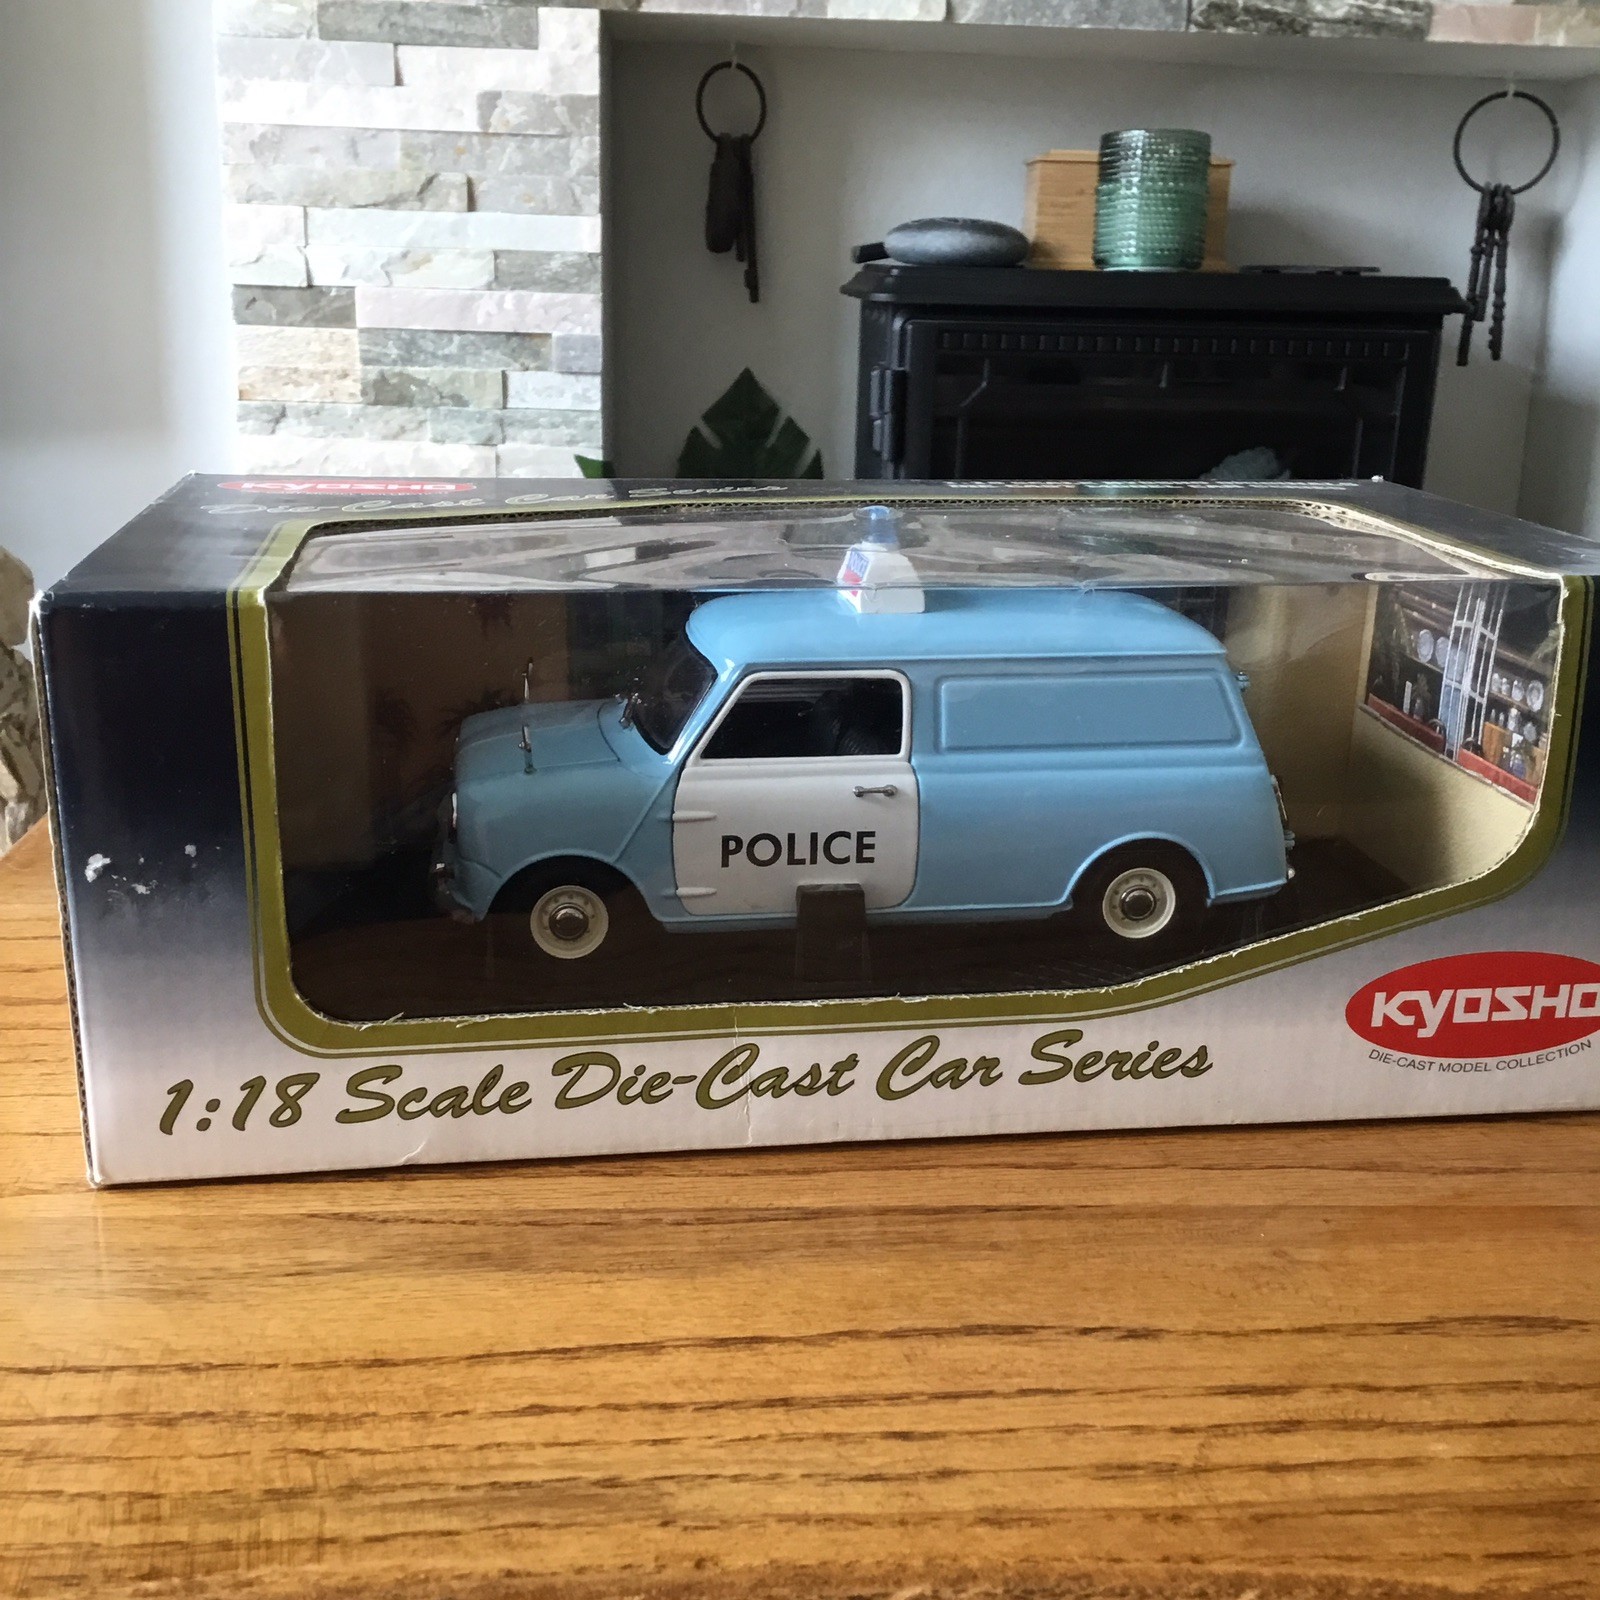 KYOSHO
Die-Cast Car Series
POLICE
KYOSHO
DIE-CAST MODEL COLLECTION
1:18 Scale Die-Cast Car Series